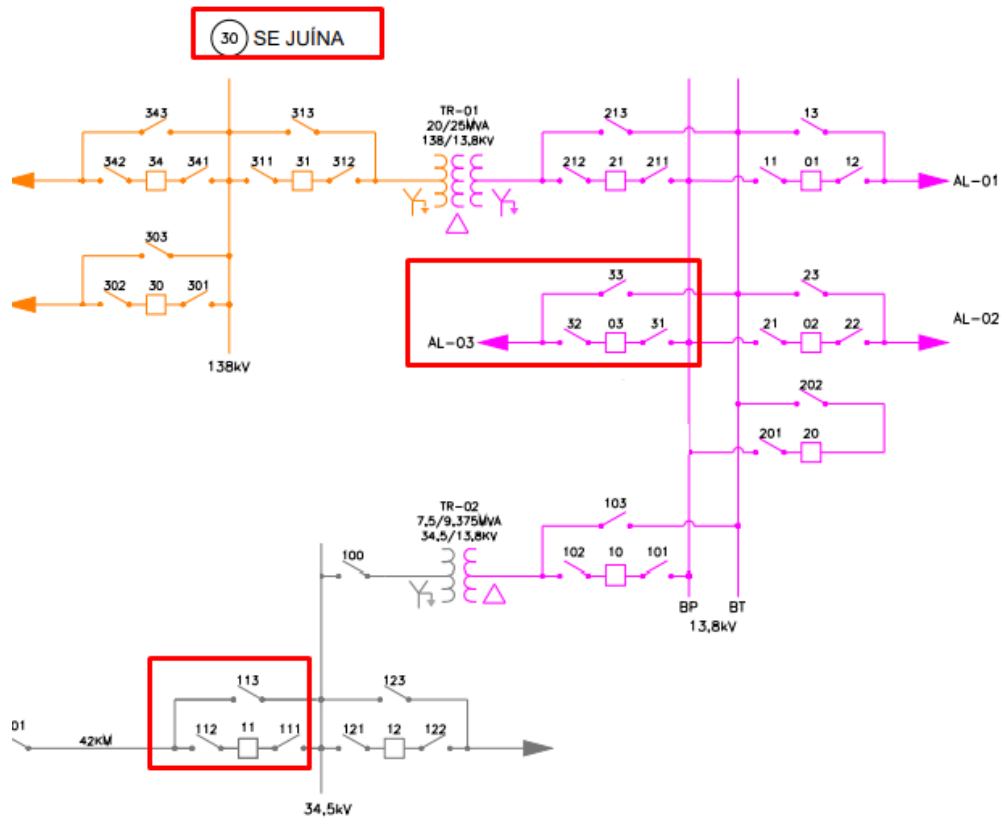 30 SE JUÍNA
343 313 213 13
TR-01
20/25MVA
138/13,8KV
342 34 341 311 31 312 212 21 211 11 01 12
AL-01
303
302 30 301
33 23
32 03 31 21 02 22
AL-03 AL-02
138kV
202
201 20
TR-02
7.5/9.375MVA
34,5/13,8KV
103
100 102 10 101
BP BT
13,8kV
113 123
01 112 11 111 121 12 122
42KM
34,5kV